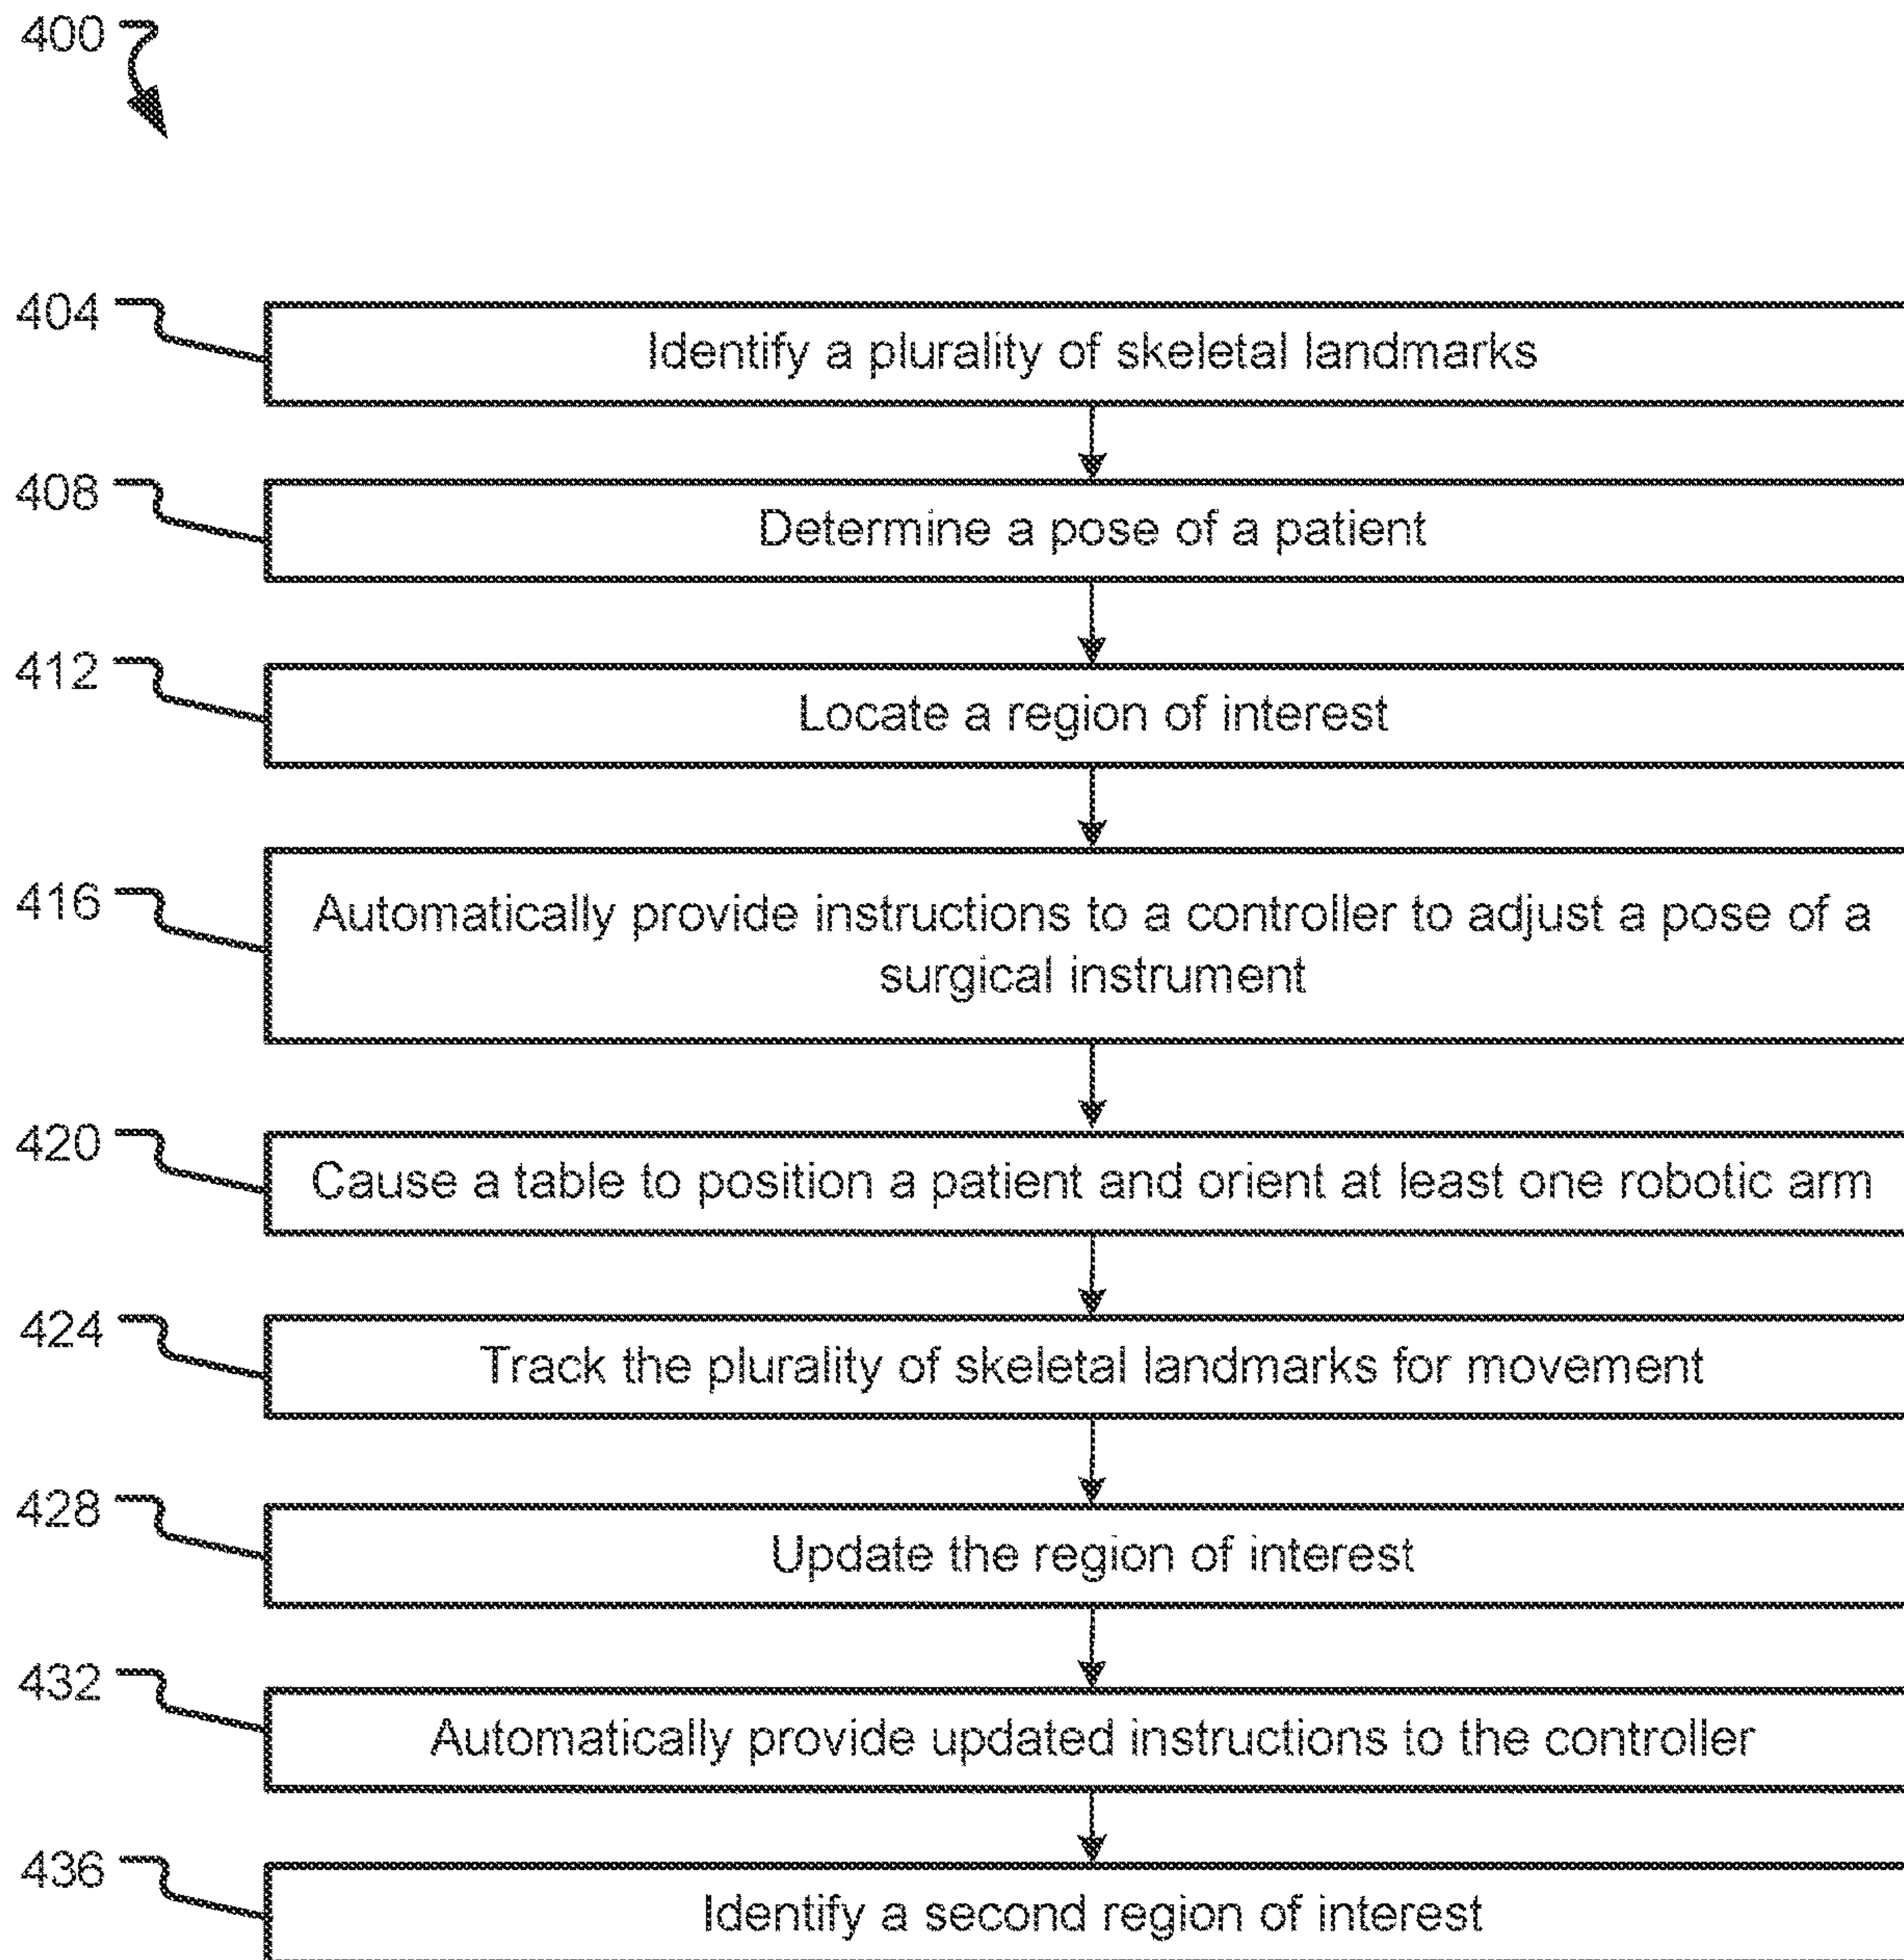 400
404
Identify a plurality of skeletal landmarks
408
Determine a pose of a patient
412
Locate a region of interest
416
Automatically provide instructions to a controller to adjust a pose of a
surgical instrument
420
Cause a table to position a patient and orient at least one robotic arm
424
Track the plurality of skeletal landmarks for movement
428
Update the region of interest
432
Automatically provide updated instructions to the controller
436
Identify a second region of interest